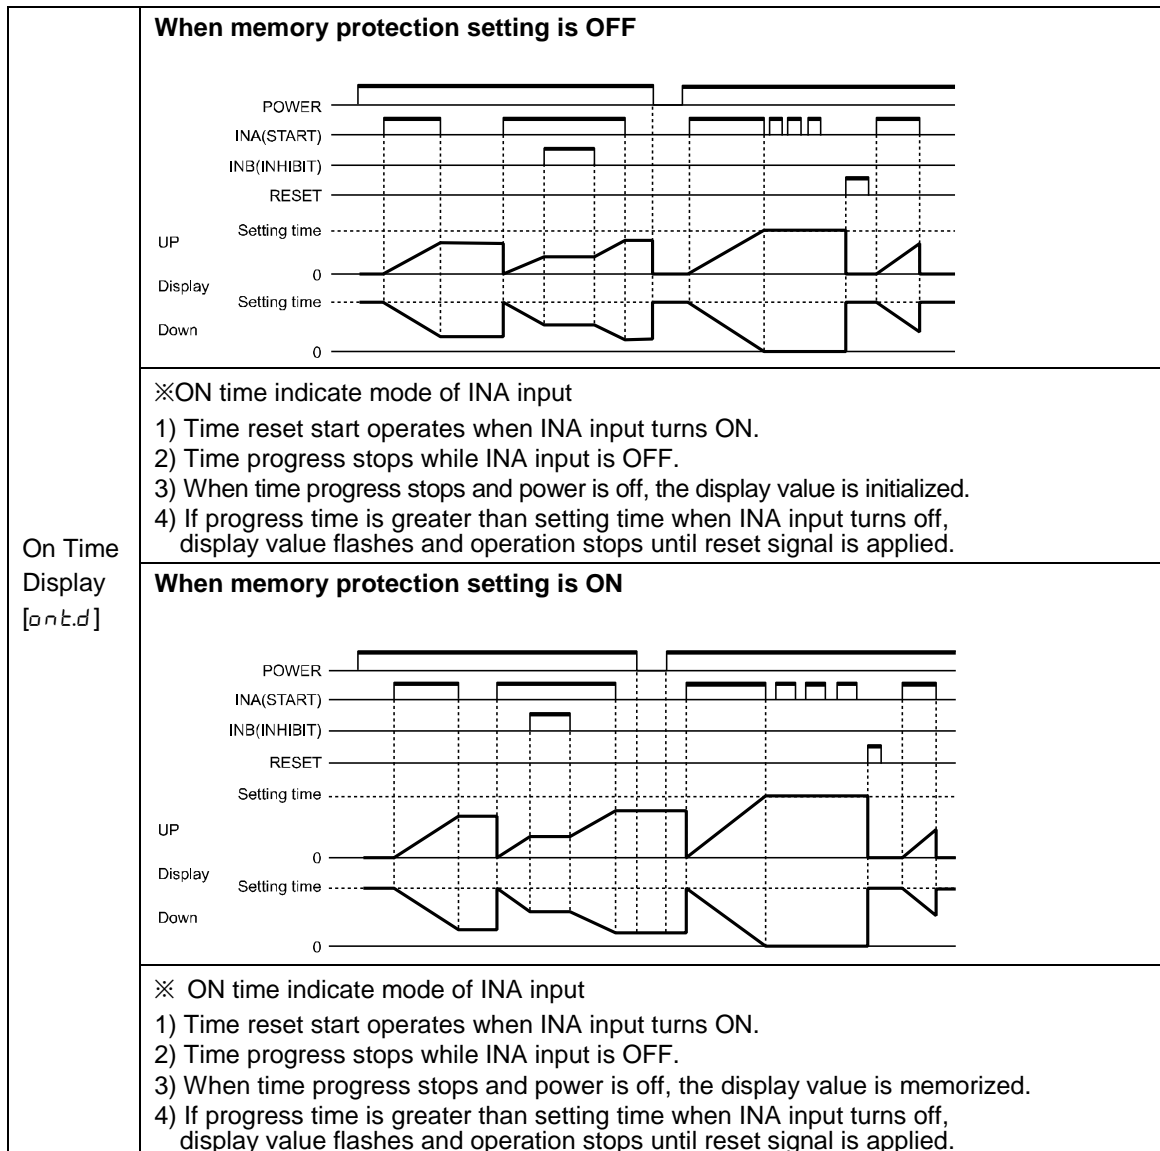 When memory protection setting is OFF
POWER
INA(START)
INB(INHIBIT)
RESET
Setting time
UP
0
Display
Setting time
Down
0
※ON time indicate mode of INA input
1) Time reset start operates when INA input turns ON.
2) Time progress stops while INA input is OFF.
3) When time progress stops and power is off, the display value is initialized.
4) If progress time is greater than setting time when INA input turns off,
display value flashes and operation stops until reset signal is applied.
On Time
Display
[ont.d]
When memory protection setting is ON
POWER
INA(START)
INB(INHIBIT)
RESET
Setting time
UP
0
Display
Setting time
Down
0
※ ON time indicate mode of INA input
1) Time reset start operates when INA input turns ON.
2) Time progress stops while INA input is OFF.
3) When time progress stops and power is off, the display value is memorized.
4) If progress time is greater than setting time when INA input turns off,
display value flashes and operation stops until reset signal is applied.